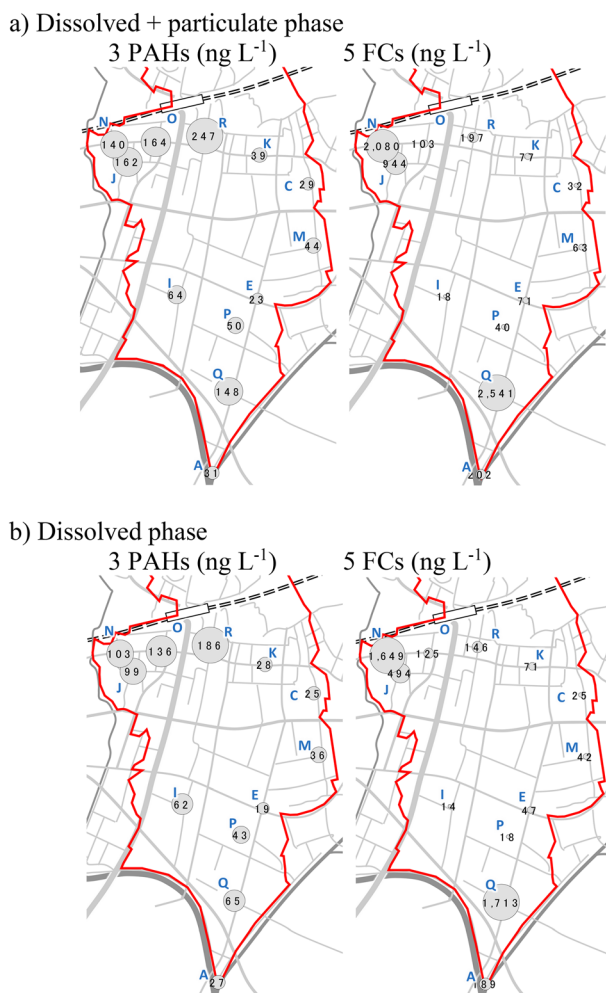 a) Dissolved + particulate phase
3 PAHs (ng L⁻¹) 5 FCs (ng L⁻¹)
N O R
140 164 247 K
162 39
J C 29
M
44
I E
64 23
P
50
Q
148
A
31
N O R
2,080 103 197 K
944 77
J C 32
M
63
I E
18 71
P
40
Q
2,541
A
202
b) Dissolved phase
3 PAHs (ng L⁻¹) 5 FCs (ng L⁻¹)
N O R
103 136 186 K
99 28
J C 25
M
36
I E
62 19
P
43
Q
65
A
27
N O R
1,649 125 146 K
494 71
J C 25
M
42
I E
14 47
P
18
Q
1,713
A
189